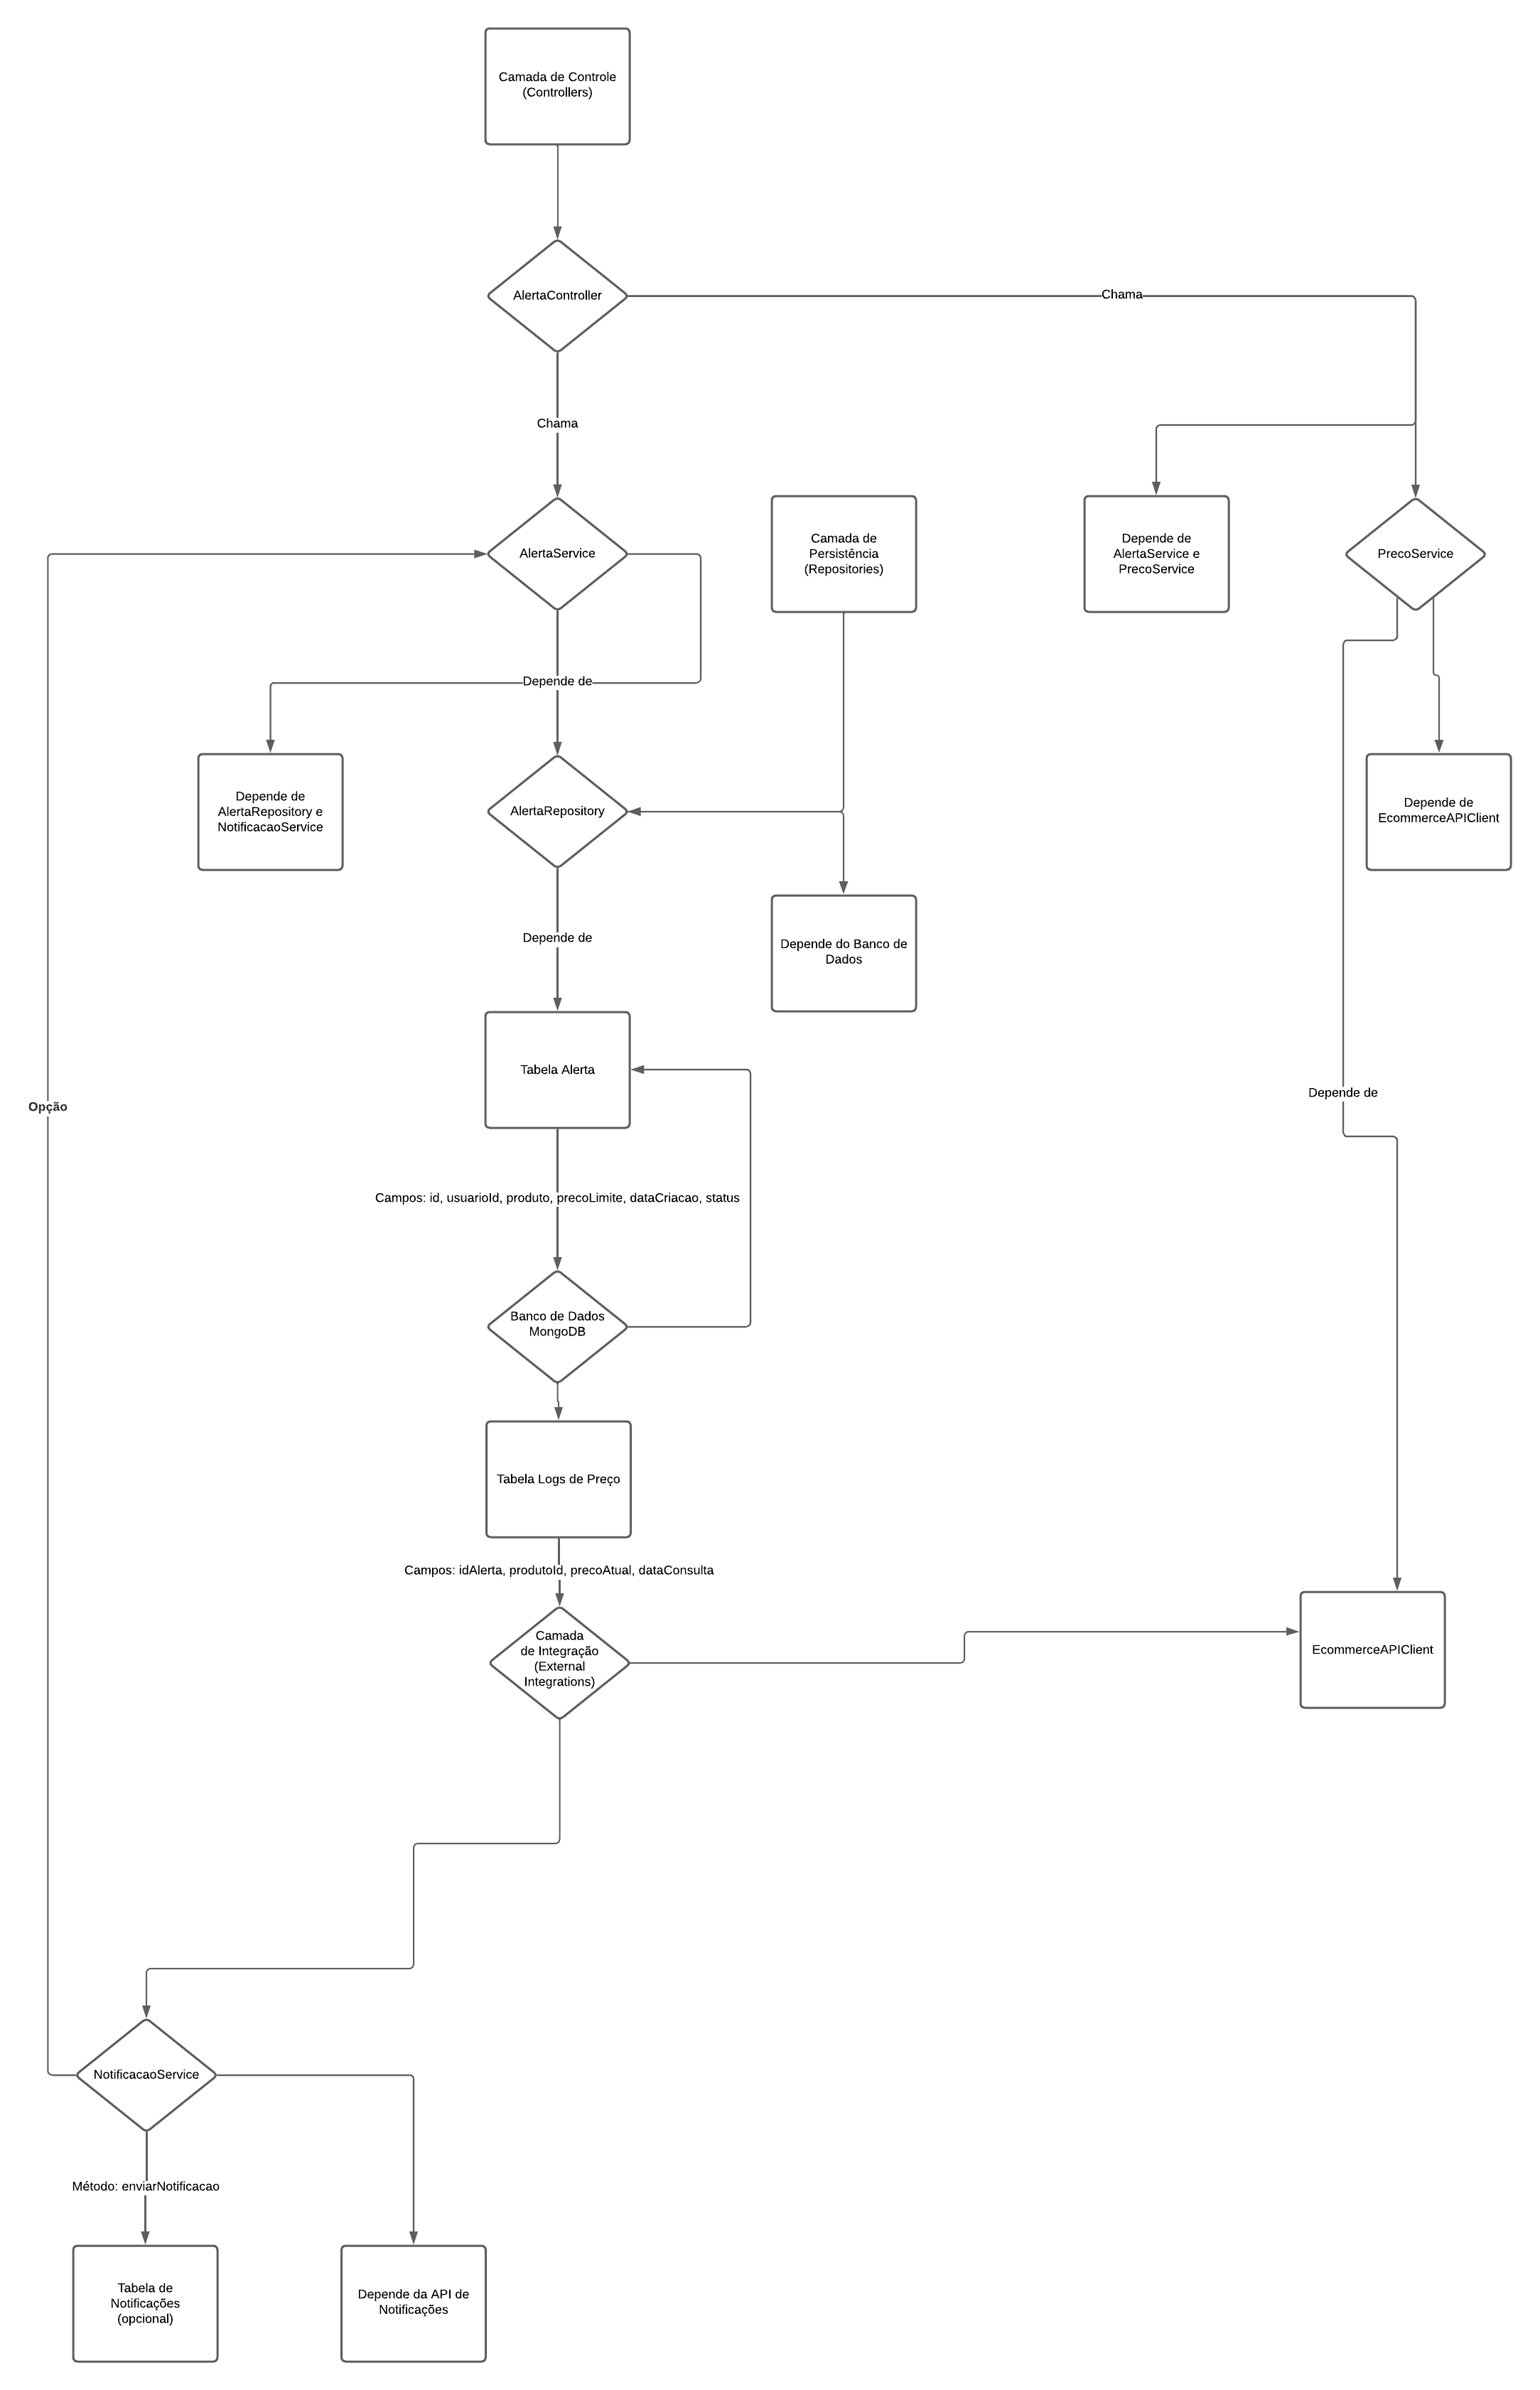 Camada de Controle
(Controllers)
AlertaController
Chama
Chama
AlertaService
Camada de
Persistência
(Repositories)
Depende de
AlertaService e
PrecoService
PrecoService
Depende de
Depende de
AlertaRepository e
NotificacaoService
AlertaRepository
Depende de
EcommerceAPIClient
Depende de
Depende do Banco de
Dados
Tabela Alerta
Opção
Depende de
Campos: id, usuarioId, produto, precoLimite, dataCriacao, status
Banco de Dados
MongoDB
Tabela Logs de Preço
Campos: idAlerta, produtoId, precoAtual, dataConsulta
Camada
de Integração
(External
Integrations)
EcommerceAPIClient
NotificacaoService
Método: enviarNotificacao
Tabela de
Notificações
(opcional)
Depende da API de
Notificações